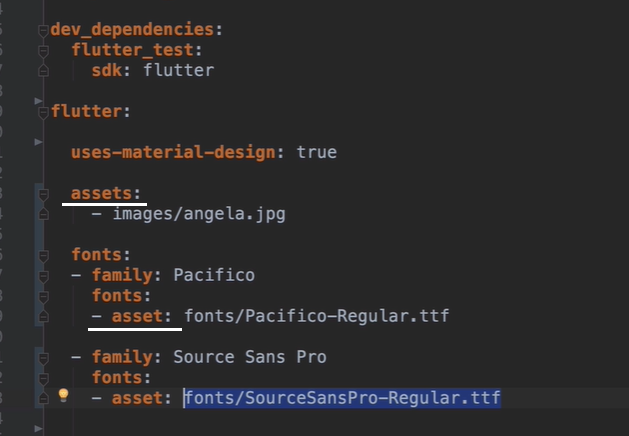 dev_dependencies:
flutter_test:
sdk: flutter
flutter:
uses-material-design: true
assets:
- images/angela.jpg
fonts:
- family: Pacifico
fonts:
- asset: fonts/Pacifico-Regular.ttf
- family: Source Sans Pro
fonts:
- asset: fonts/SourceSansPro-Regular.ttf